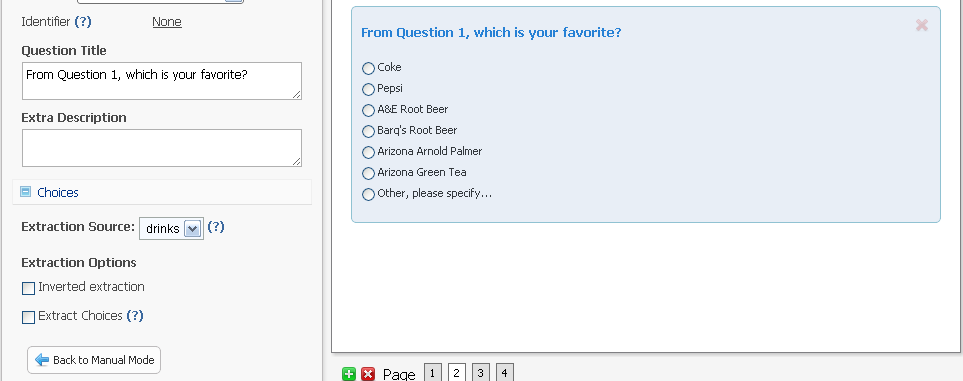 Identifier (?) None
Question Title
From Question 1, which is your favorite?
Extra Description
Choices
Extraction Source: drinks (?)
Extraction Options
Inverted extraction
Extract Choices (?)
Back to Manual Mode
From Question 1, which is your favorite?
Coke
Pepsi
A&E Root Beer
Barq's Root Beer
Arizona Arnold Palmer
Arizona Green Tea
Other, please specify...
Page 1 2 3 4